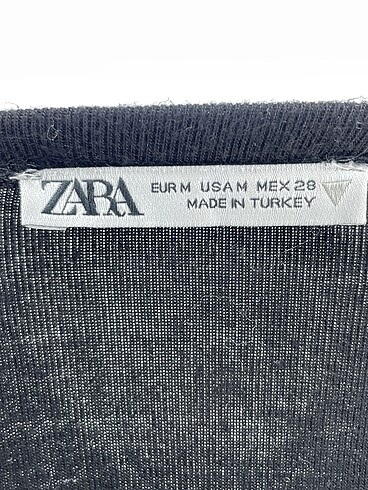 ZARA
EUR M USA M MEX 28
MADE IN TURKEY